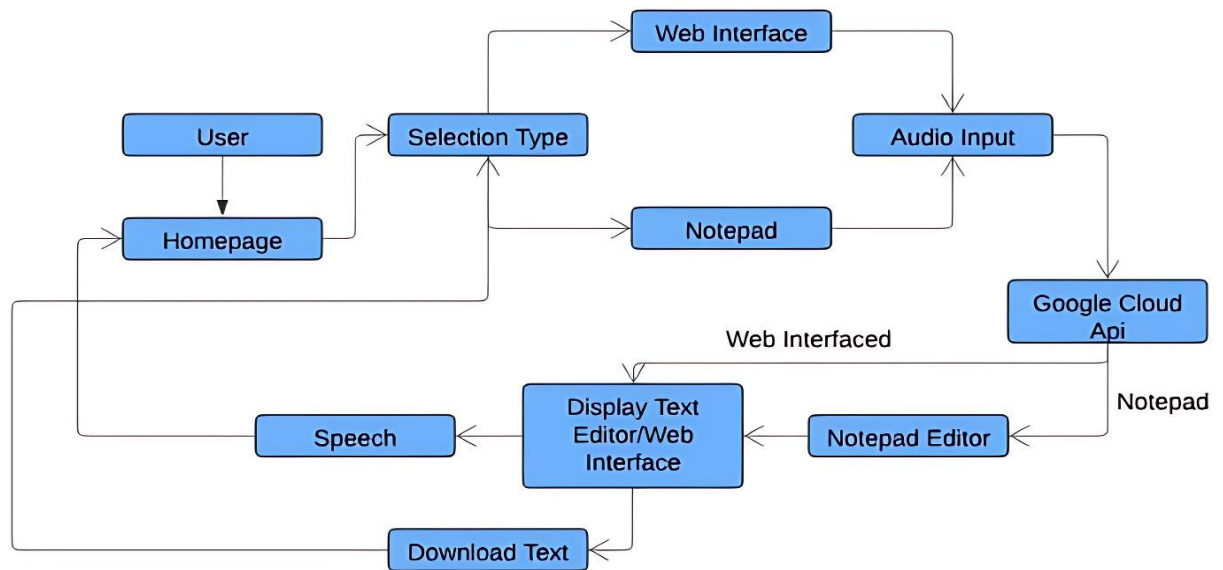 Web Interface
User
Selection Type
Audio Input
Homepage
Notepad
Google Cloud
Api
Web Interfaced
Notepad
Display Text
Editor/Web
Interface
Speech
Notepad Editor
Download Text